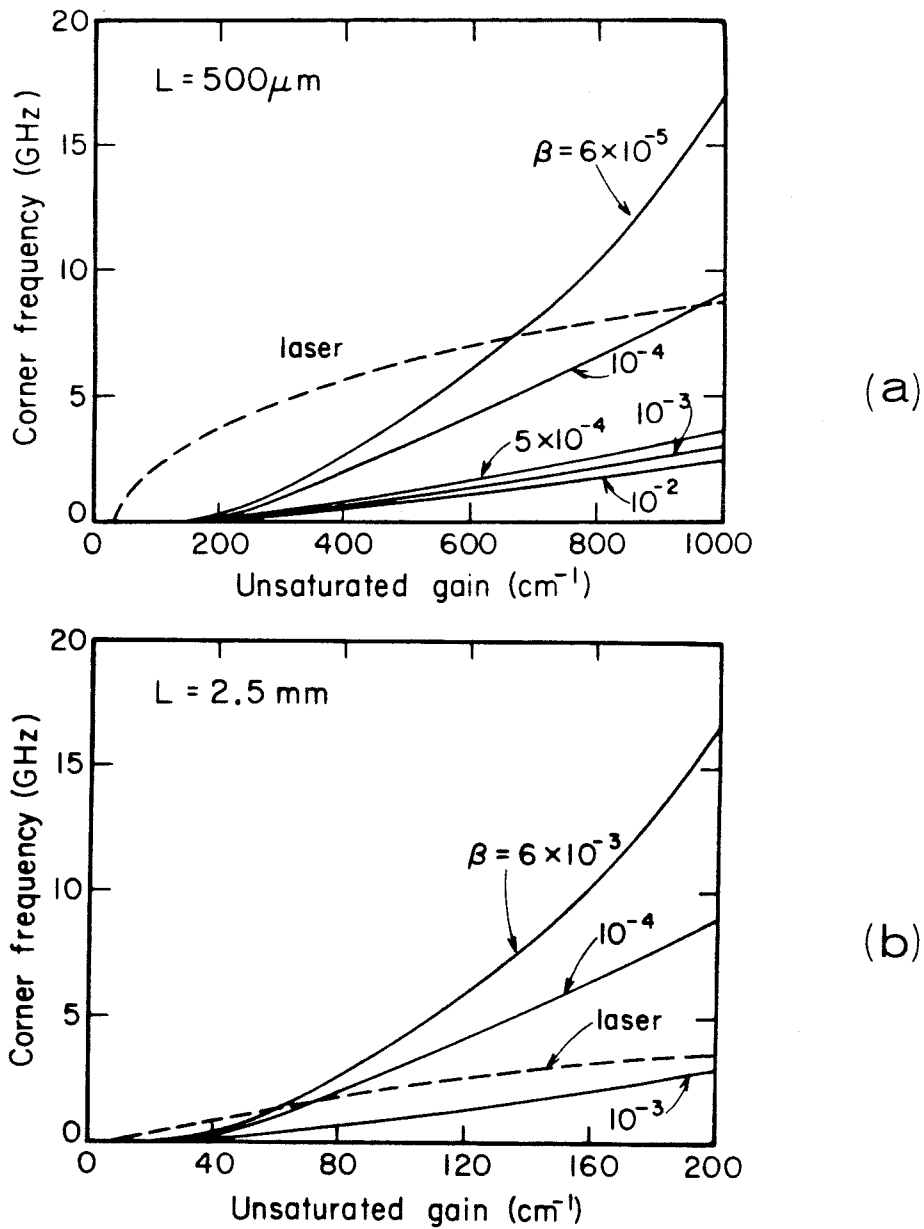 20
15
10
5
0
Corner frequency (GHz)
L = 500μm
β = 6×10⁻⁵
laser
10⁻⁴
10⁻³
5×10⁻⁴
10⁻²
0 200 400 600 800 1000
Unsaturated gain (cm⁻¹)
(a)
20
15
10
5
0
Corner frequency (GHz)
L = 2.5 mm
β = 6×10⁻³
10⁻⁴
laser
10⁻³
0 40 80 120 160 200
Unsaturated gain (cm⁻¹)
(b)